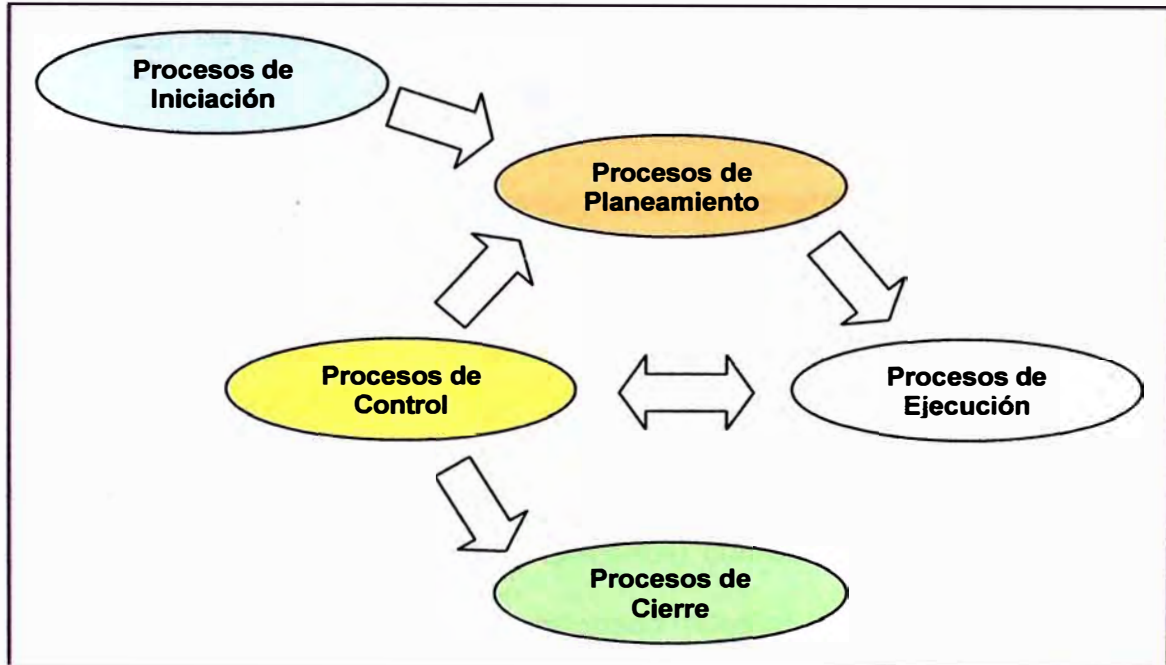 Procesos de
Iniciación
Procesos de
Planeamiento
Procesos de
Control
Procesos de
Ejecución
Procesos de
Cierre